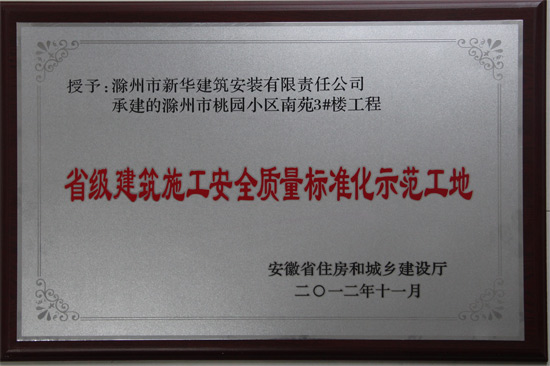 授予：滁州市新华建筑安装有限责任公司
承建的滁州市桃园小区南苑3#楼工程
省级建筑施工安全质量标准化示范工地
安徽省住房和城乡建设厅
二〇一二年十一月